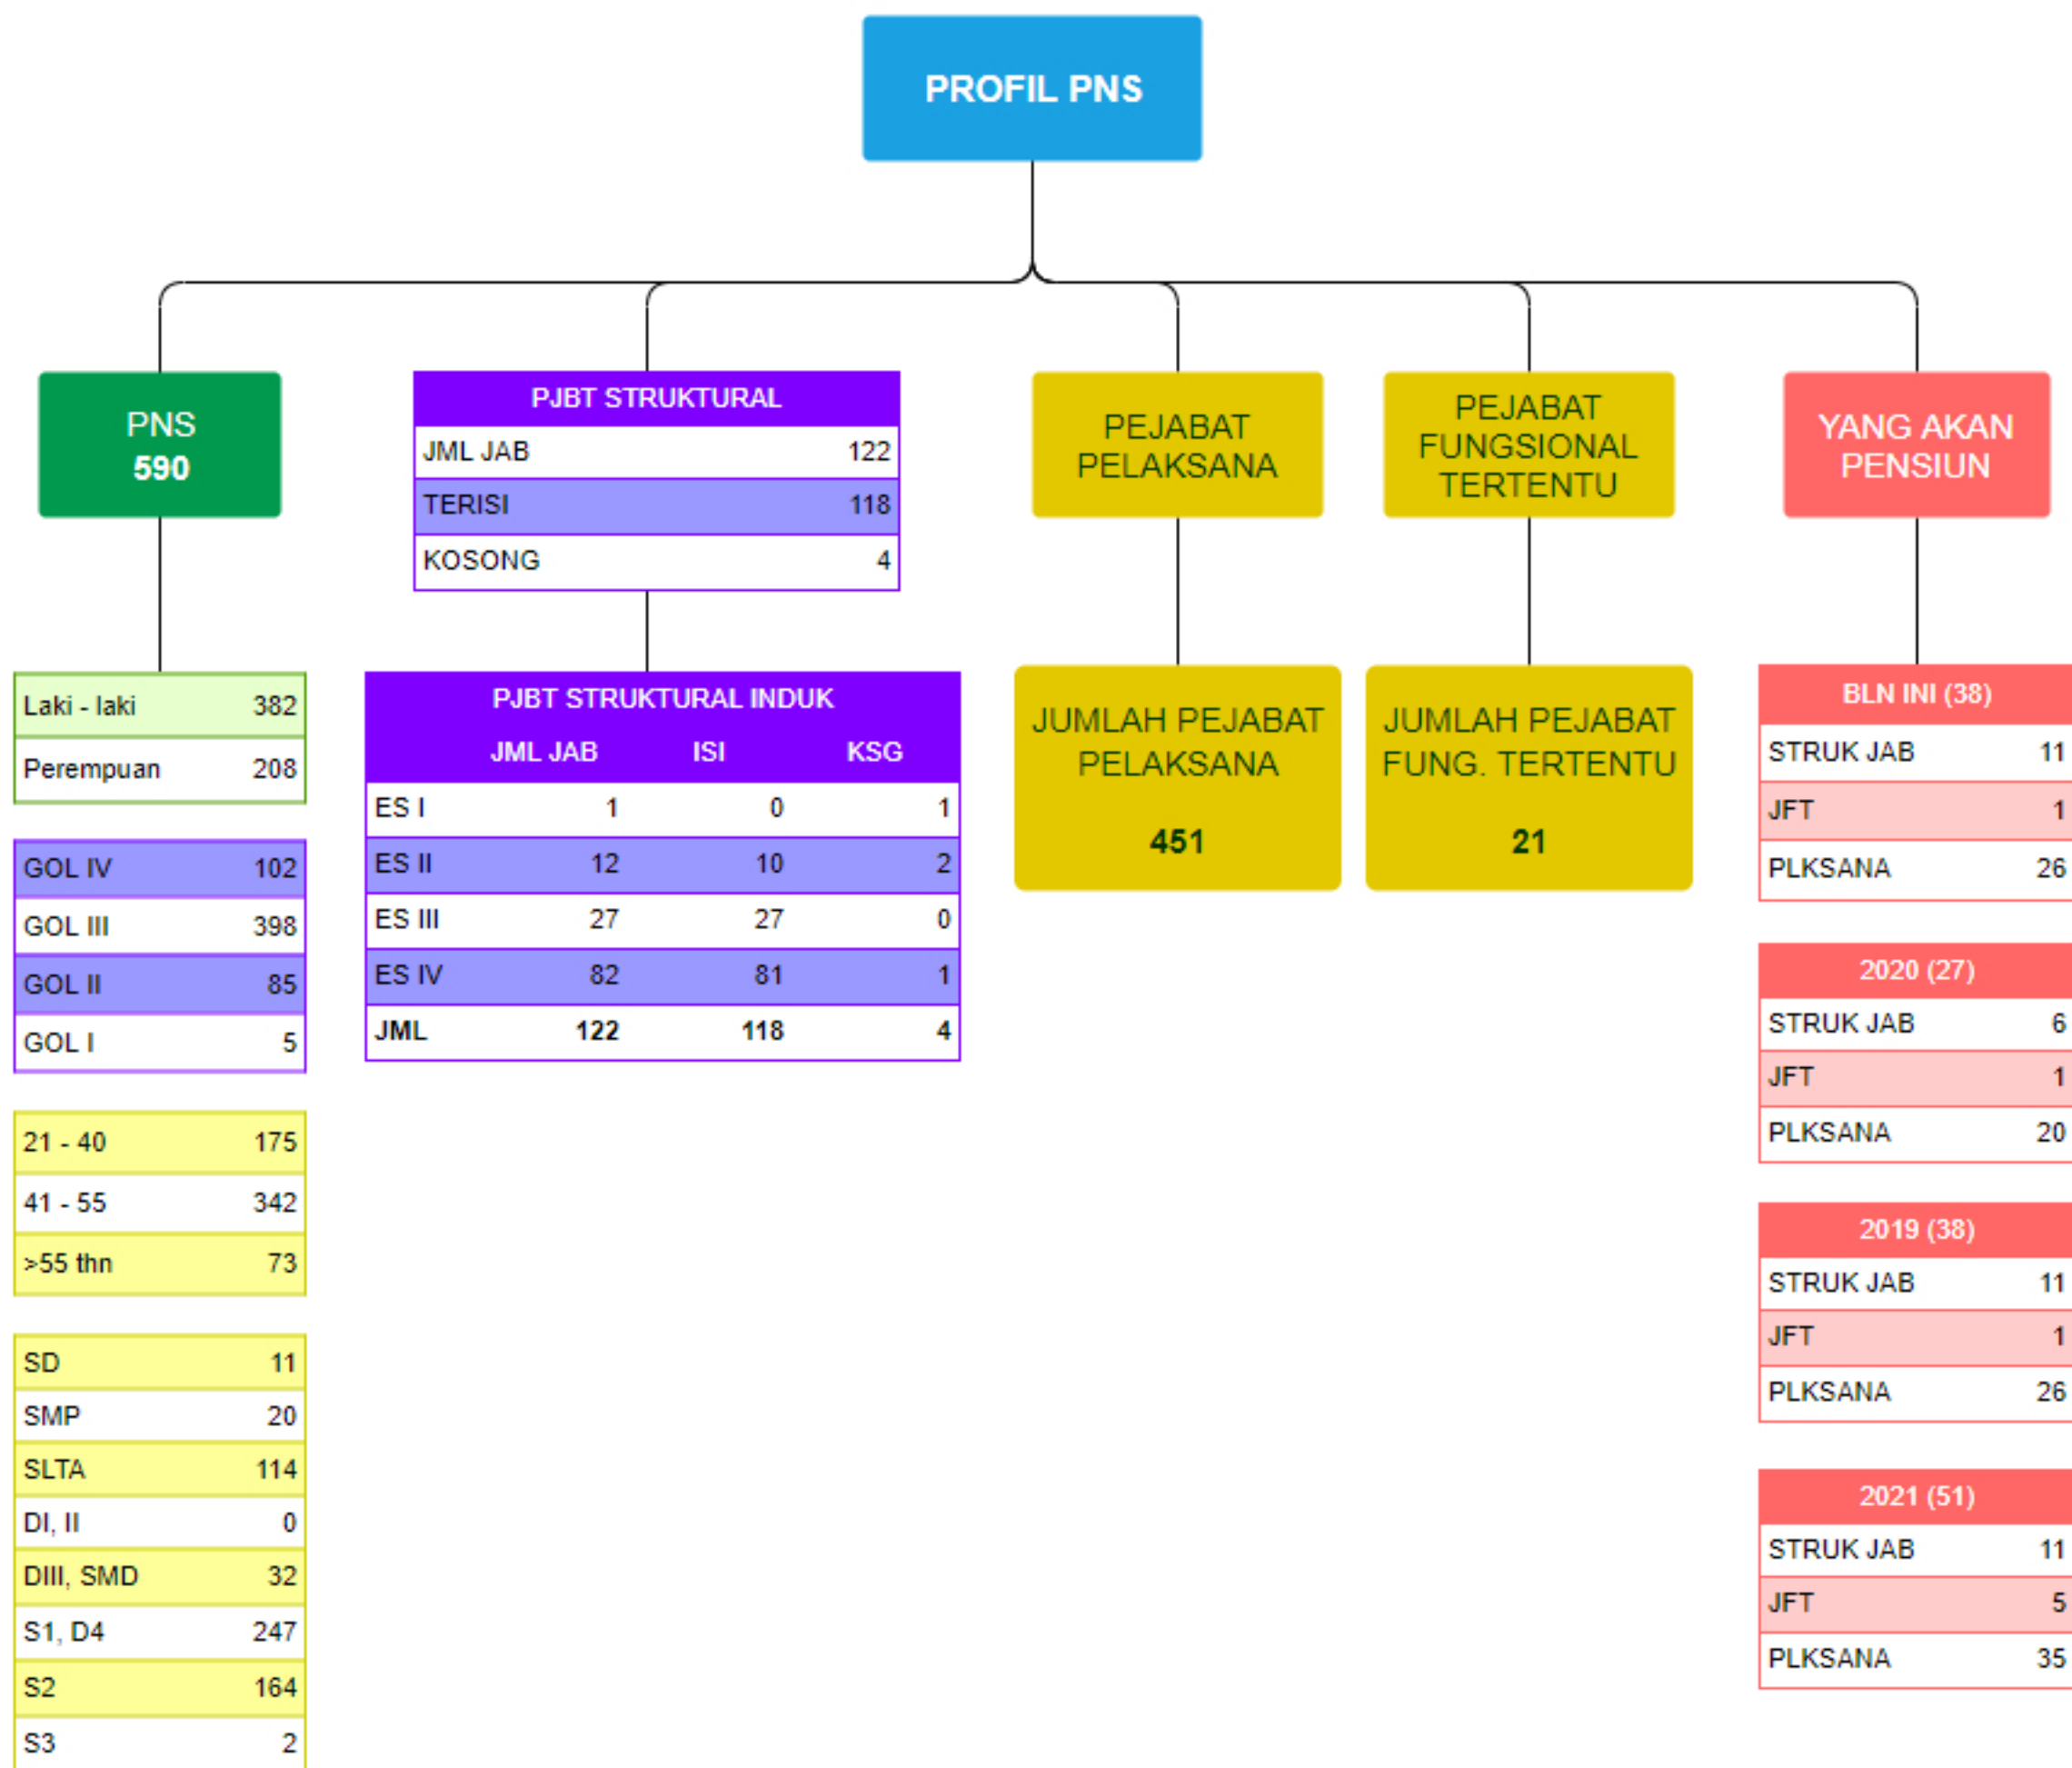 PROFIL PNS
PNS
590
Laki - laki 382
Perempuan 208
GOL IV 102
GOL III 398
GOL II 85
GOL I 5
21 - 40 175
41 - 55 342
>55 thn 73
SD 11
SMP 20
SLTA 114
DI, II 0
DIII, SMD 32
S1, D4 247
S2 164
S3 2
PJBT STRUKTURAL
JML JAB 122
TERISI 118
KOSONG 4
PJBT STRUKTURAL INDUK
JML JAB ISI KSG
ES I 1 0 1
ES II 12 10 2
ES III 27 27 0
ES IV 82 81 1
JML 122 118 4
PEJABAT
PELAKSANA
JUMLAH PEJABAT
PELAKSANA
451
PEJABAT
FUNGSIONAL
TERTENTU
JUMLAH PEJABAT
FUNG. TERTENTU
21
YANG AKAN
PENSIUN
BLN INI (38)
STRUK JAB 11
JFT 1
PLKSANA 26
2020 (27)
STRUK JAB 6
JFT 1
PLKSANA 20
2019 (38)
STRUK JAB 11
JFT 1
PLKSANA 26
2021 (51)
STRUK JAB 11
JFT 5
PLKSANA 35